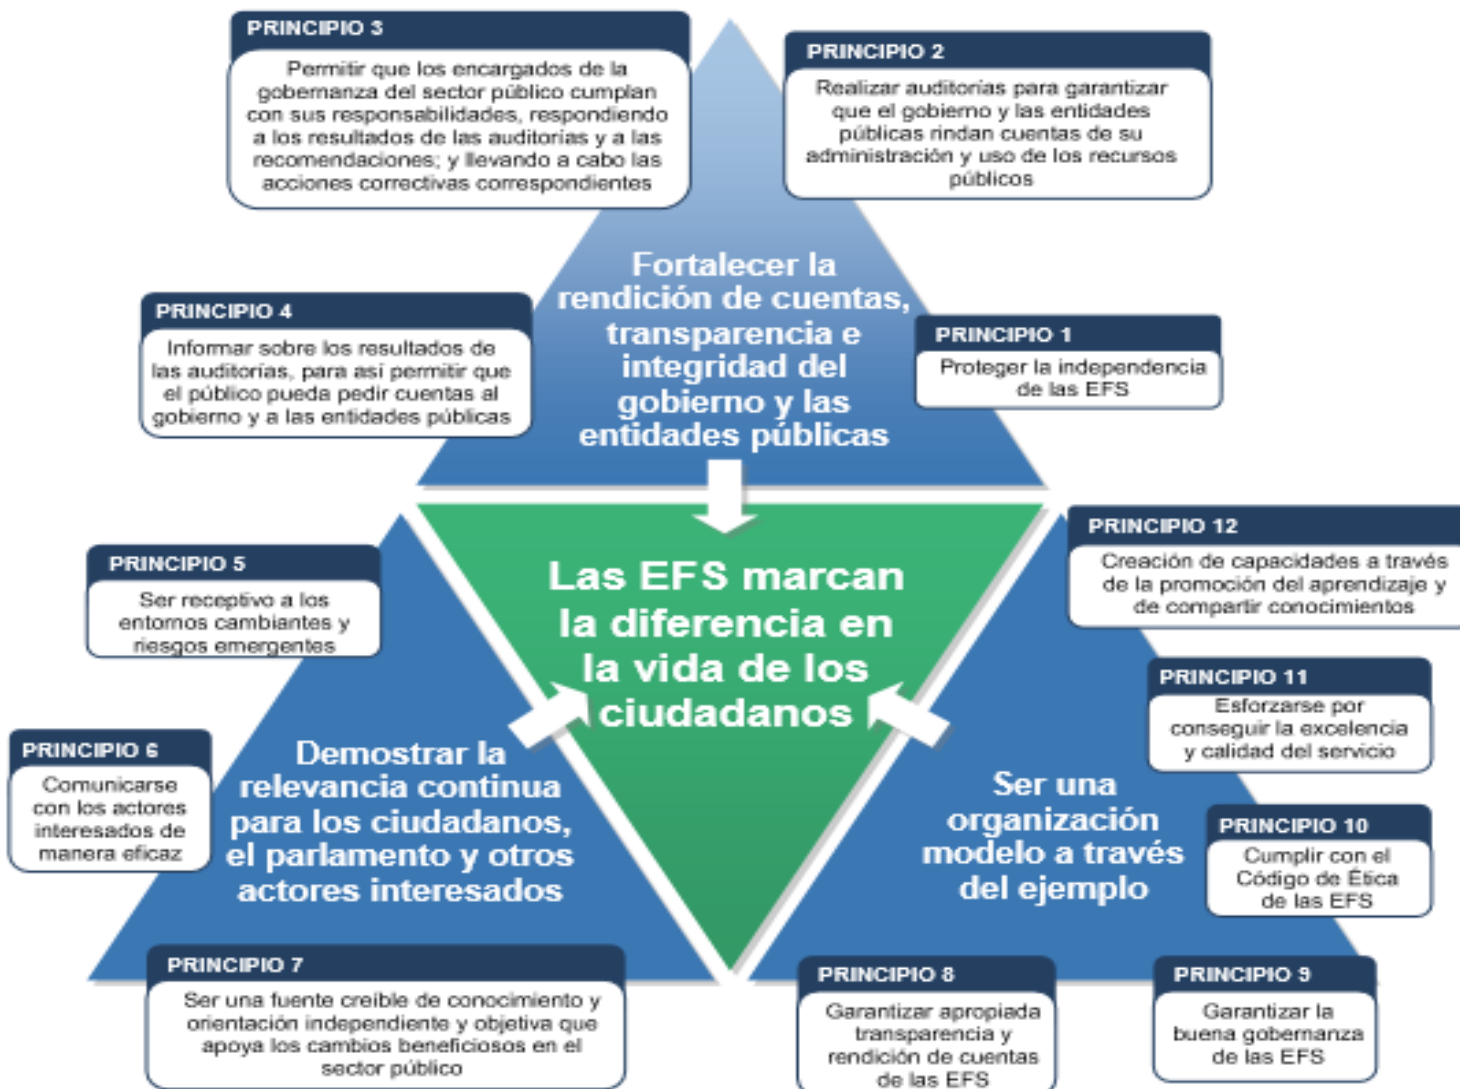 PRINCIPIO 3
Permitir que los encargados de la
gobernanza del sector público cumplan
con sus responsabilidades, respondiendo
a los resultados de las auditorías y a las
recomendaciones; y llevando a cabo las
acciones correctivas correspondientes
PRINCIPIO 2
Realizar auditorías para garantizar
que el gobierno y las entidades
públicas rindan cuentas de su
administración y uso de los recursos
públicos
Fortalecer la
rendición de cuentas,
transparencia e
integridad del
gobierno y las
entidades públicas
PRINCIPIO 4
Informar sobre los resultados de
las auditorías, para así permitir que
el público pueda pedir cuentas al
gobierno y a las entidades públicas
PRINCIPIO 1
Proteger la independencia
de las EFS
PRINCIPIO 5
Ser receptivo a los
entornos cambiantes y
riesgos emergentes
Las EFS marcan
la diferencia en
la vida de los
ciudadanos
PRINCIPIO 12
Creación de capacidades a través
de la promoción del aprendizaje y
de compartir conocimientos
PRINCIPIO 11
Esforzarse por
conseguir la excelencia
y calidad del servicio
PRINCIPIO 6
Comunicarse
con los actores
interesados de
manera eficaz
Demostrar la
relevancia continua
para los ciudadanos,
el parlamento y otros
actores interesados
Ser una
organización
modelo a través
del ejemplo
PRINCIPIO 10
Cumplir con el
Código de Ética
de las EFS
PRINCIPIO 7
Ser una fuente creíble de conocimiento y
orientación independiente y objetiva que
apoya los cambios beneficiosos en el
sector público
PRINCIPIO 8
Garantizar apropiada
transparencia y
rendición de cuentas
de las EFS
PRINCIPIO 9
Garantizar la
buena gobernanza
de las EFS